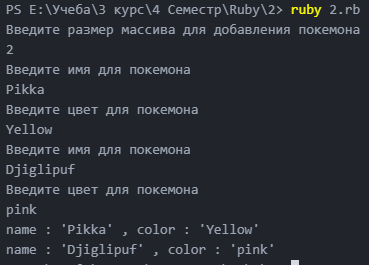 PS E:\Учеба\3 курс\4 Семестр\Ruby\2> ruby 2.rb
Введите размер массива для добавления покемона
2
Введите имя для покемона
Pikka
Введите цвет для покемона
Yellow
Введите имя для покемона
Djiglipuf
Введите цвет для покемона
pink
name : 'Pikka' , color : 'Yellow'
name : 'Djiglipuf' , color : 'pink'